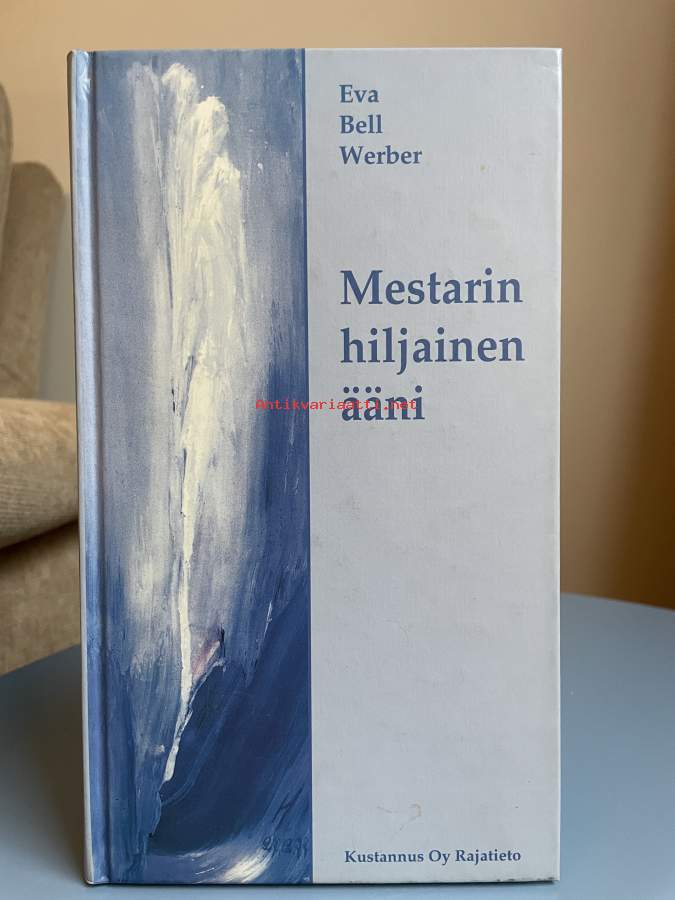 Eva
Bell
Werber
Mestarin
hiljainen
ääni
Antikvariaatti.net
Kustannus Oy Rajatieto